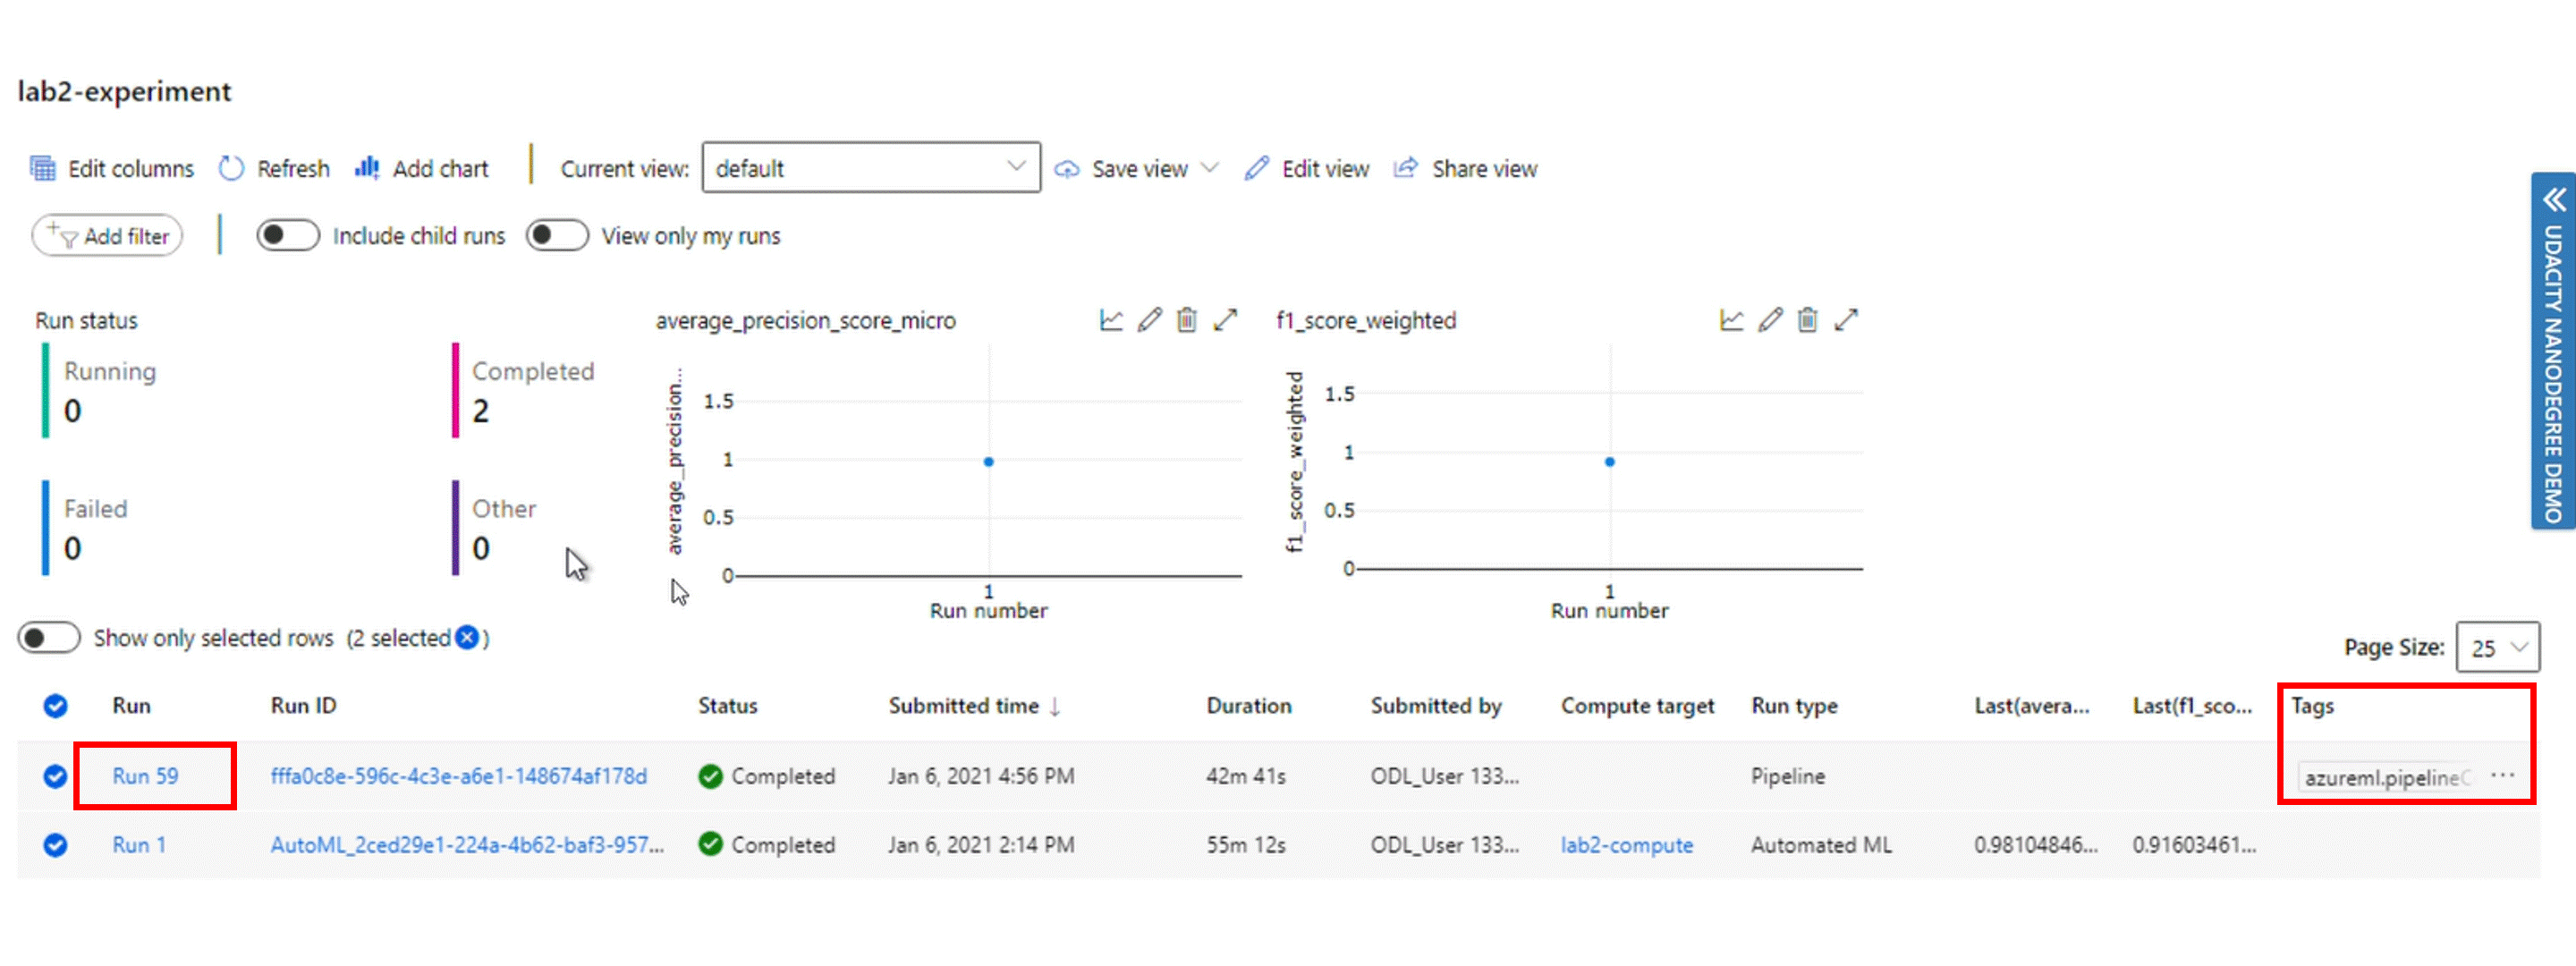 lab2-experiment
Edit columns Refresh Add chart Current view: default Save view Edit view Share view
Add filter Include child runs View only my runs
Run status
Running
0
Completed
2
Failed
0
Other
0
average_precision_score_micro
average_precision...
1.5
1
0.5
0
1
Run number
f1_score_weighted
f1_score_weighted
1.5
1
0.5
0
1
Run number
UDACITY NANODEGREE DEMO
Show only selected rows (2 selected )
Page Size: 25
Run Run ID Status Submitted time ↓ Duration Submitted by Compute target Run type Last(avera... Last(f1_sco... Tags
Run 59 fffa0c8e-596c-4c3e-a6e1-148674af178d Completed Jan 6, 2021 4:56 PM 42m 41s ODL_User 133... Pipeline azureml.pipelineC ...
Run 1 AutoML_2ced29e1-224a-4b62-baf3-957... Completed Jan 6, 2021 2:14 PM 55m 12s ODL_User 133... lab2-compute Automated ML 0.98104846... 0.91603461...